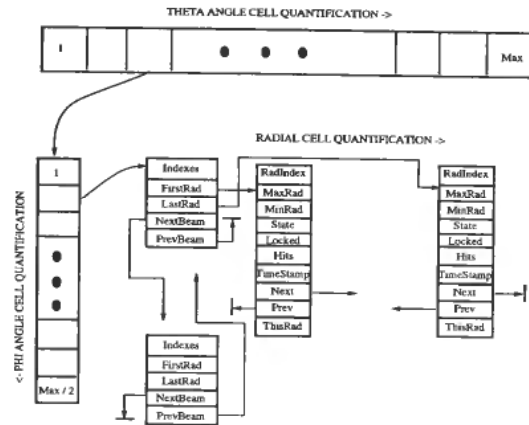 THETA ANGLE CELL QUANTIFICATION ->
1
Max
RADIAL CELL QUANTIFICATION ->
<- PHI ANGLE CELL QUANTIFICATION
1
Max / 2
Indexes
FirstRad
LastRad
NextBeam
PrevBeam
Indexes
FirstRad
LastRad
NextBeam
PrevBeam
RadIndex
MaxRad
MinRad
State
Locked
Hits
TimeStamp
Next
Prev
ThisRad
RadIndex
MaxRad
MinRad
State
Locked
Hits
TimeStamp
Next
Prev
ThisRad